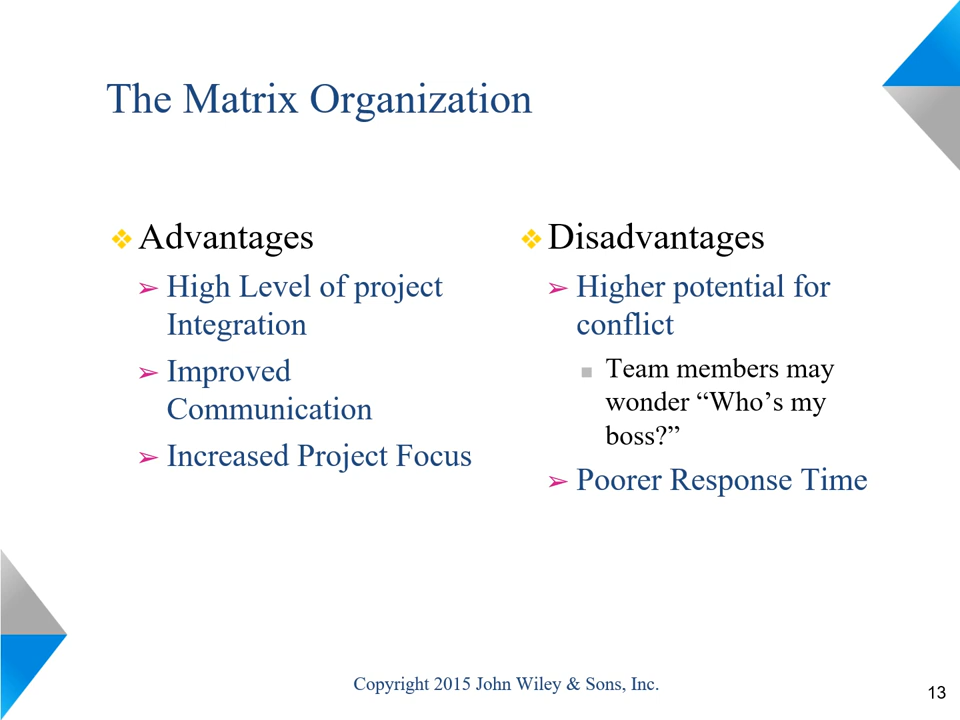 The Matrix Organization
❖ Advantages
➢ High Level of project
Integration
➢ Improved
Communication
➢ Increased Project Focus
❖ Disadvantages
➢ Higher potential for
conflict
■ Team members may
wonder “Who’s my
boss?”
➢ Poorer Response Time
Copyright 2015 John Wiley & Sons, Inc.
13